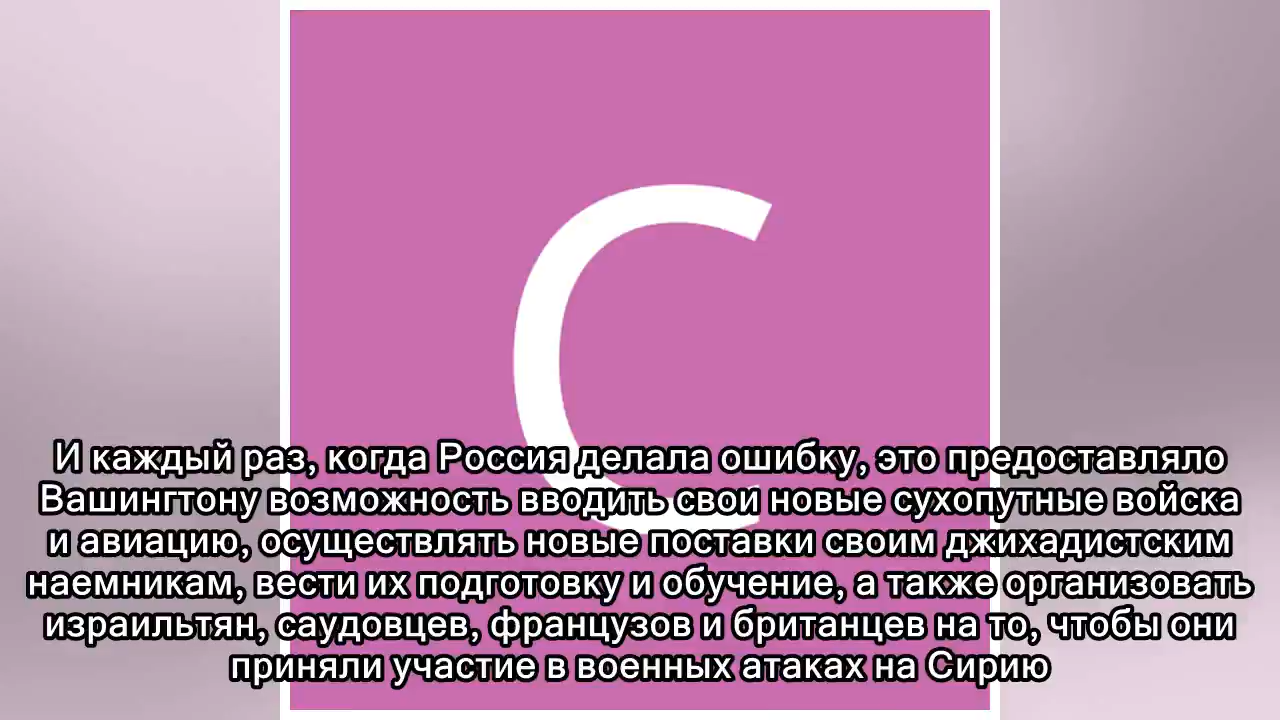 С
И каждый раз, когда Россия делала ошибку, это предоставляло
Вашингтону возможность вводить свои новые сухопутные войска
и авиацию, осуществлять новые поставки своим джихадистским
наемникам, вести их подготовку и обучение, а также организовать
израильтян, саудовцев, французов и британцев на то, чтобы они
приняли участие в военных атаках на Сирию